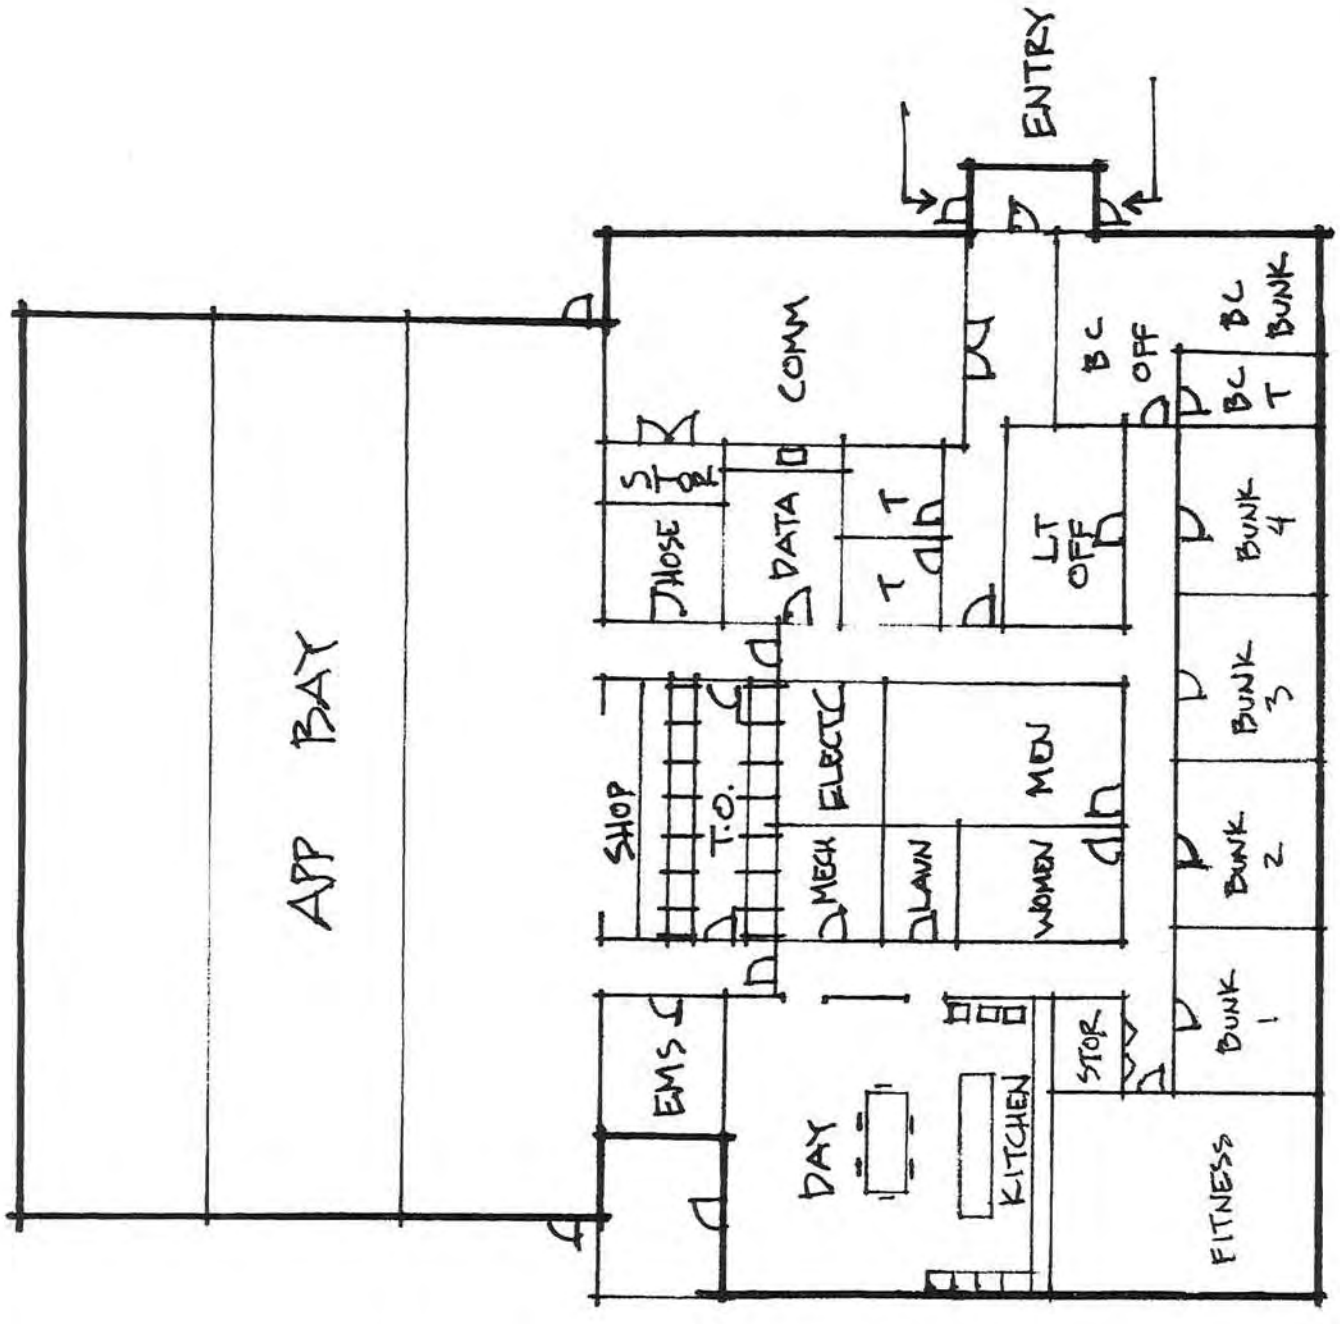 APP BAY
SHOP
EMS
HOSE
S
TOR
T.O.
DATA
COMM
MECH
ELECT
DAY
LAUN
T
T
KITCHEN
WOMEN
MEN
LT
OFF
ENTRY
STOR
BC
OFF
FITNESS
BUNK
1
BUNK
2
BUNK
3
BUNK
4
BC
T
BC
BUNK